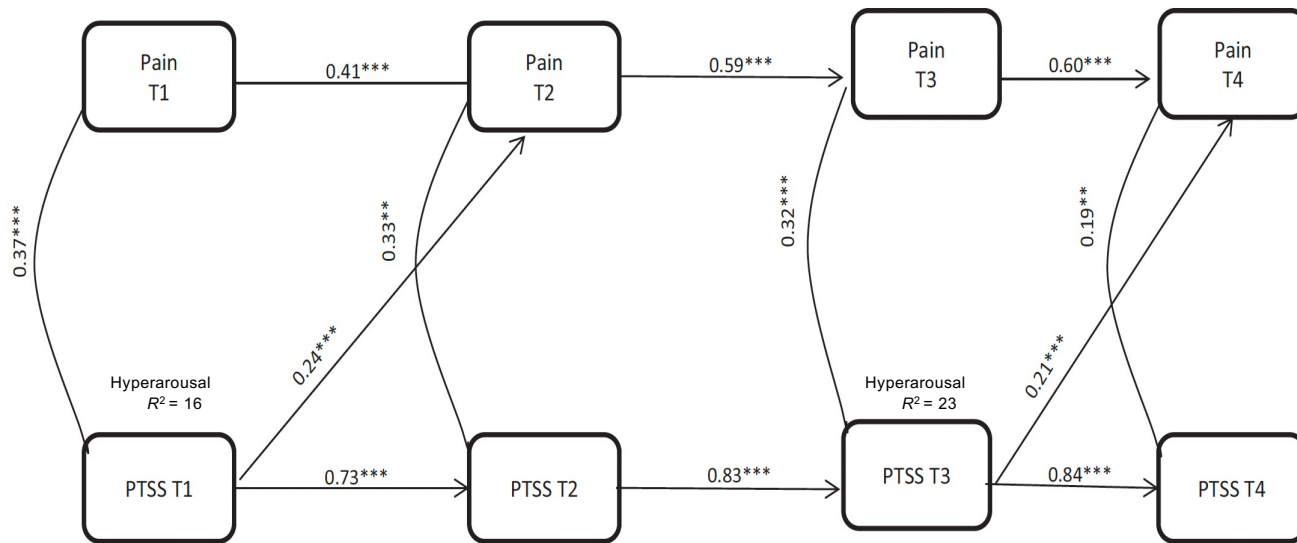 Pain
T1
0.41***
Pain
T2
0.59***
Pain
T3
0.60***
Pain
T4
0.37***
0.33**
0.32***
0.19**
0.24***
0.21***
Hyperarousal
R² = 16
Hyperarousal
R² = 23
PTSS T1
0.73***
PTSS T2
0.83***
PTSS T3
0.84***
PTSS T4